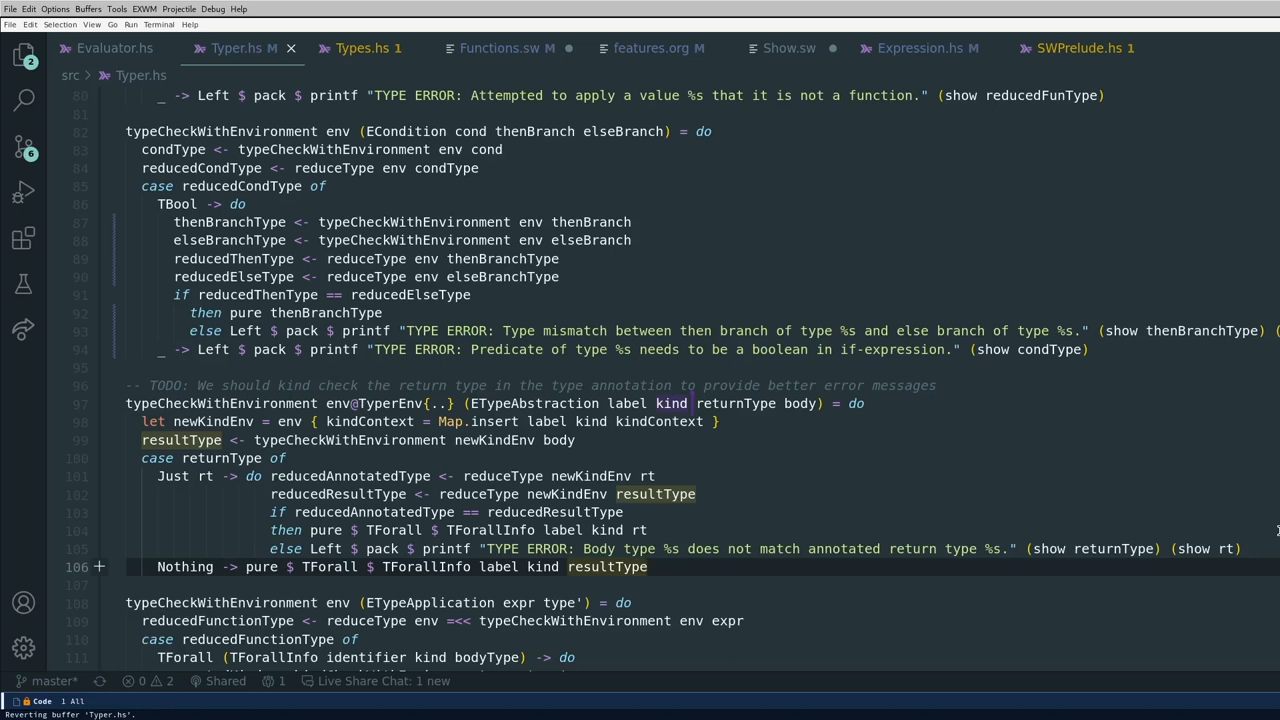 File Edit Options Buffers Tools EXWM Projectile Debug Help
File Edit Selection View Go Run Terminal Help
Evaluator.hs Typer.hs M Types.hs 1 Functions.sw M features.org M Show.sw Expression.hs M SWPrelude.hs 1
src > Typer.hs
80 _ -> Left $ pack $ printf "TYPE ERROR: Attempted to apply a value %s that it is not a function." (show reducedFunType)
81
82 typeCheckWithEnvironment env (ECondition cond thenBranch elseBranch) = do
83 condType <- typeCheckWithEnvironment env cond
84 reducedCondType <- reduceType env condType
85 case reducedCondType of
86 TBool -> do
87 thenBranchType <- typeCheckWithEnvironment env thenBranch
88 elseBranchType <- typeCheckWithEnvironment env elseBranch
89 reducedThenType <- reduceType env thenBranchType
90 reducedElseType <- reduceType env elseBranchType
91 if reducedThenType == reducedElseType
92 then pure thenBranchType
93 else Left $ pack $ printf "TYPE ERROR: Type mismatch between then branch of type %s and else branch of type %s." (show thenBranchType) (
94 _ -> Left $ pack $ printf "TYPE ERROR: Predicate of type %s needs to be a boolean in if-expression." (show condType)
95
96 -- TODO: We should kind check the return type in the type annotation to provide better error messages
97 typeCheckWithEnvironment env@TyperEnv{..} (ETypeAbstraction label kind returnType body) = do
98 let newKindEnv = env { kindContext = Map.insert label kind kindContext }
99 resultType <- typeCheckWithEnvironment newKindEnv body
100 case returnType of
101 Just rt -> do reducedAnnotatedType <- reduceType newKindEnv rt
102 reducedResultType <- reduceType newKindEnv resultType
103 if reducedAnnotatedType == reducedResultType
104 then pure $ TForall $ TForallInfo label kind rt
105 else Left $ pack $ printf "TYPE ERROR: Body type %s does not match annotated return type %s." (show returnType) (show rt)
106 Nothing -> pure $ TForall $ TForallInfo label kind resultType
108 typeCheckWithEnvironment env (ETypeApplication expr type') = do
109 reducedFunctionType <- reduceType env =<< typeCheckWithEnvironment env expr
110 case reducedFunctionType of
111 TForall (TForallInfo identifier kind bodyType) -> do
master* 0 2 Shared 1 Live Share Chat: 1 new
Code 1 All
Reverting buffer 'Typer.hs'.